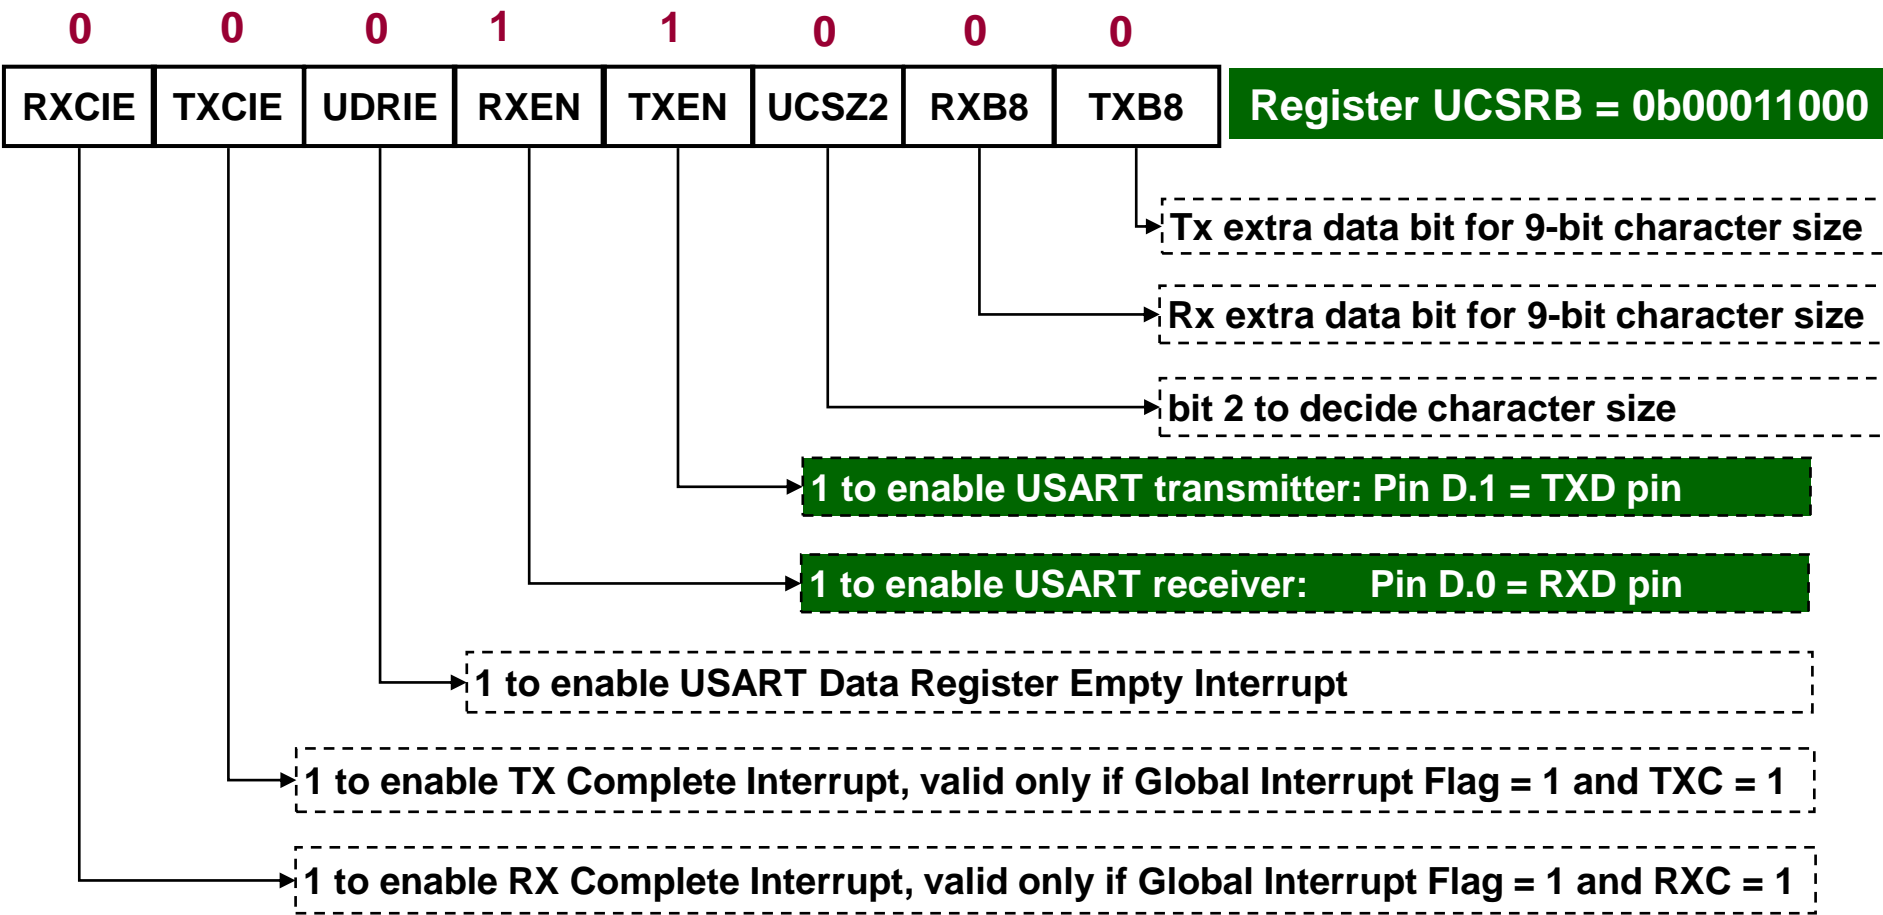 0 0 0 1 1 0 0 0
RXCIE TXCIE UDRIE RXEN TXEN UCSZ2 RXB8 TXB8 Register UCSRB = 0b00011000
Tx extra data bit for 9-bit character size
Rx extra data bit for 9-bit character size
bit 2 to decide character size
1 to enable USART transmitter: Pin D.1 = TXD pin
1 to enable USART receiver: Pin D.0 = RXD pin
1 to enable USART Data Register Empty Interrupt
1 to enable TX Complete Interrupt, valid only if Global Interrupt Flag = 1 and TXC = 1
1 to enable RX Complete Interrupt, valid only if Global Interrupt Flag = 1 and RXC = 1